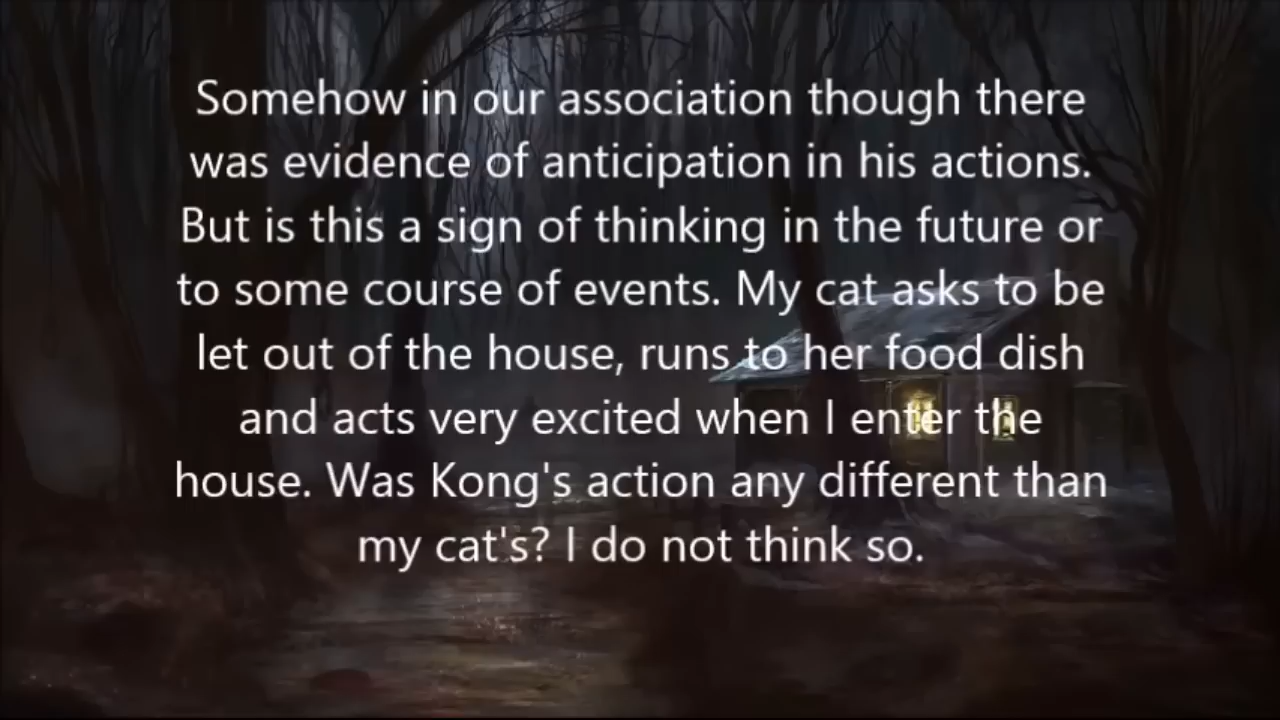 Somehow in our association though there
was evidence of anticipation in his actions.
But is this a sign of thinking in the future or
to some course of events. My cat asks to be
let out of the house, runs to her food dish
and acts very excited when I enter the
house. Was Kong's action any different than
my cat's? I do not think so.